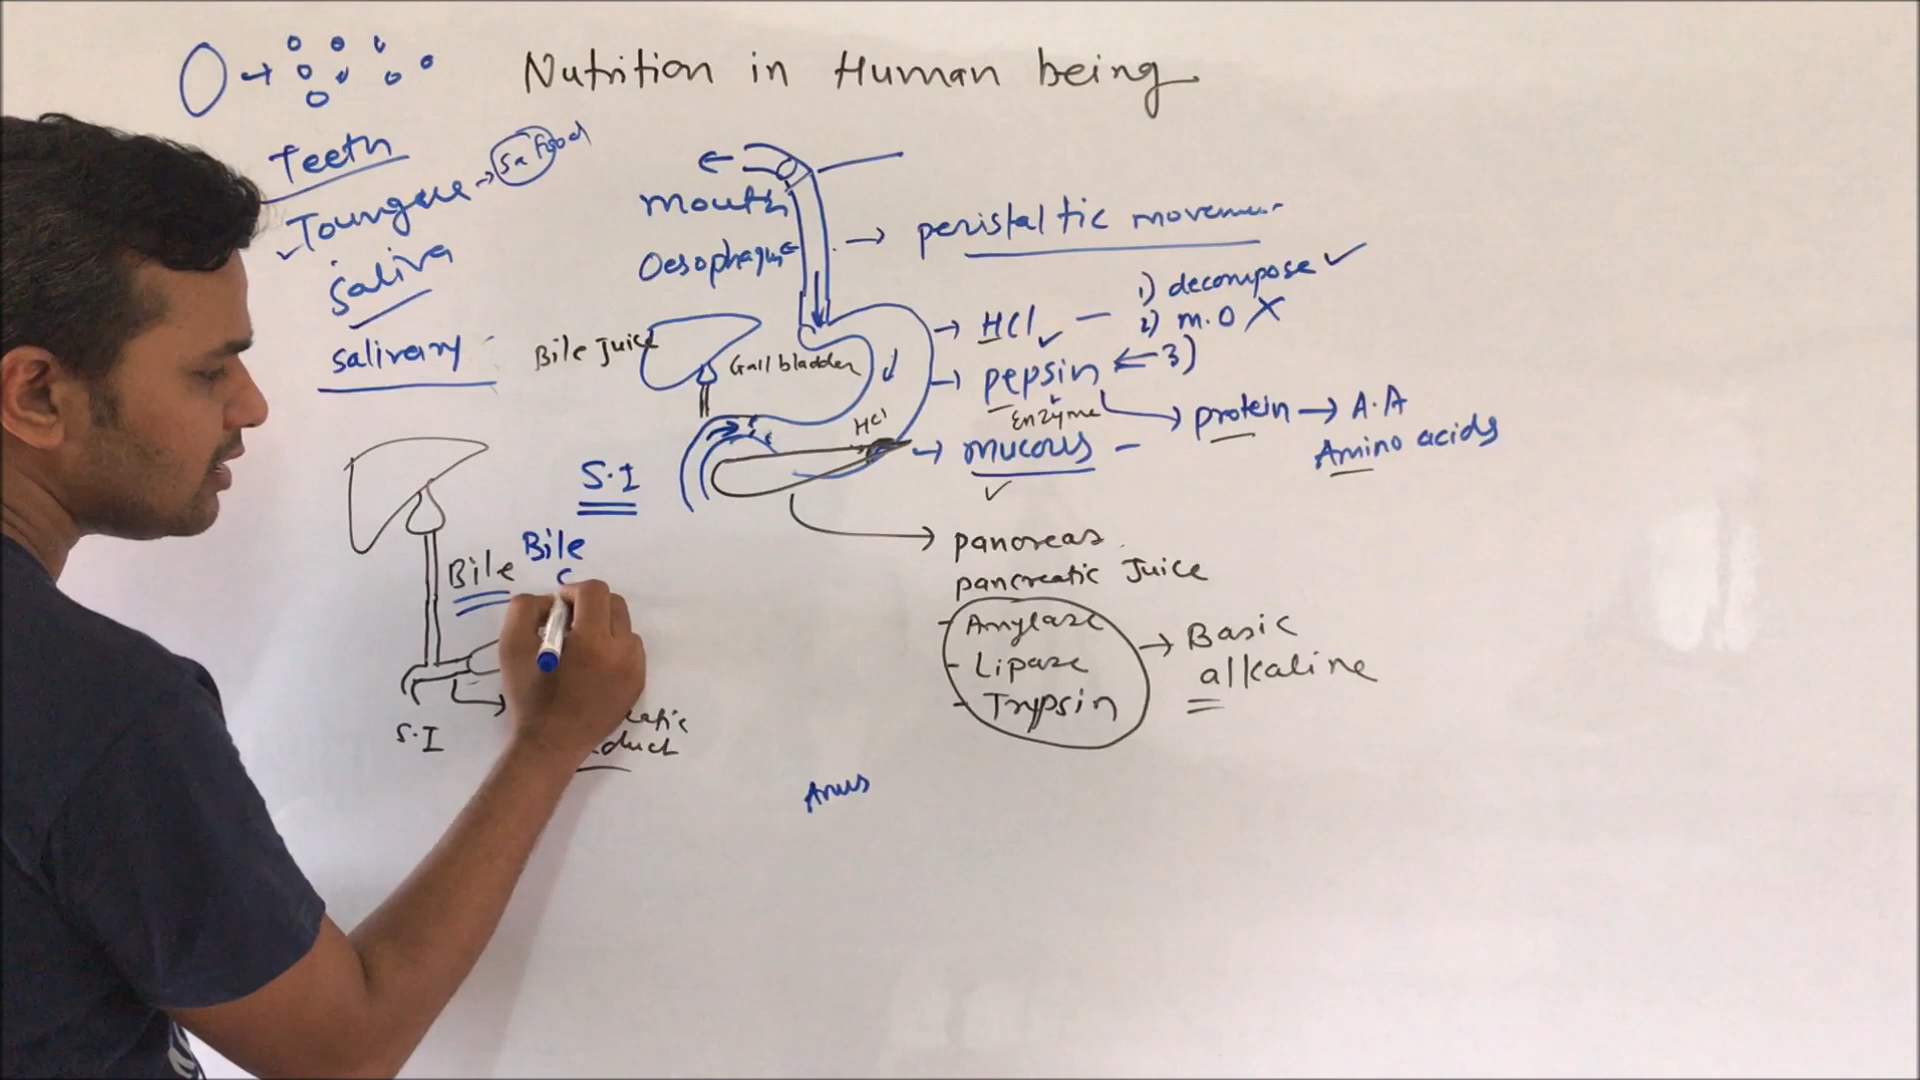 Nutrition in Human being
Teeth
Toungue → Sa Food
Saliva
salivary
mouth
Oesophagus
peristaltic movemen
HCl
1) decompose ✓
2) m.o X
3)
pepsin
Enzyme
protein → A.A
Amino acids
mucous
✓
Bile Juice
Gall bladder
HCl
S.I
Bile
Bile
S.I
duct
pancreas
pancreatic Juice
- Amylase
- Lipase
- Trypsin
→ Basic
alkaline
Anus